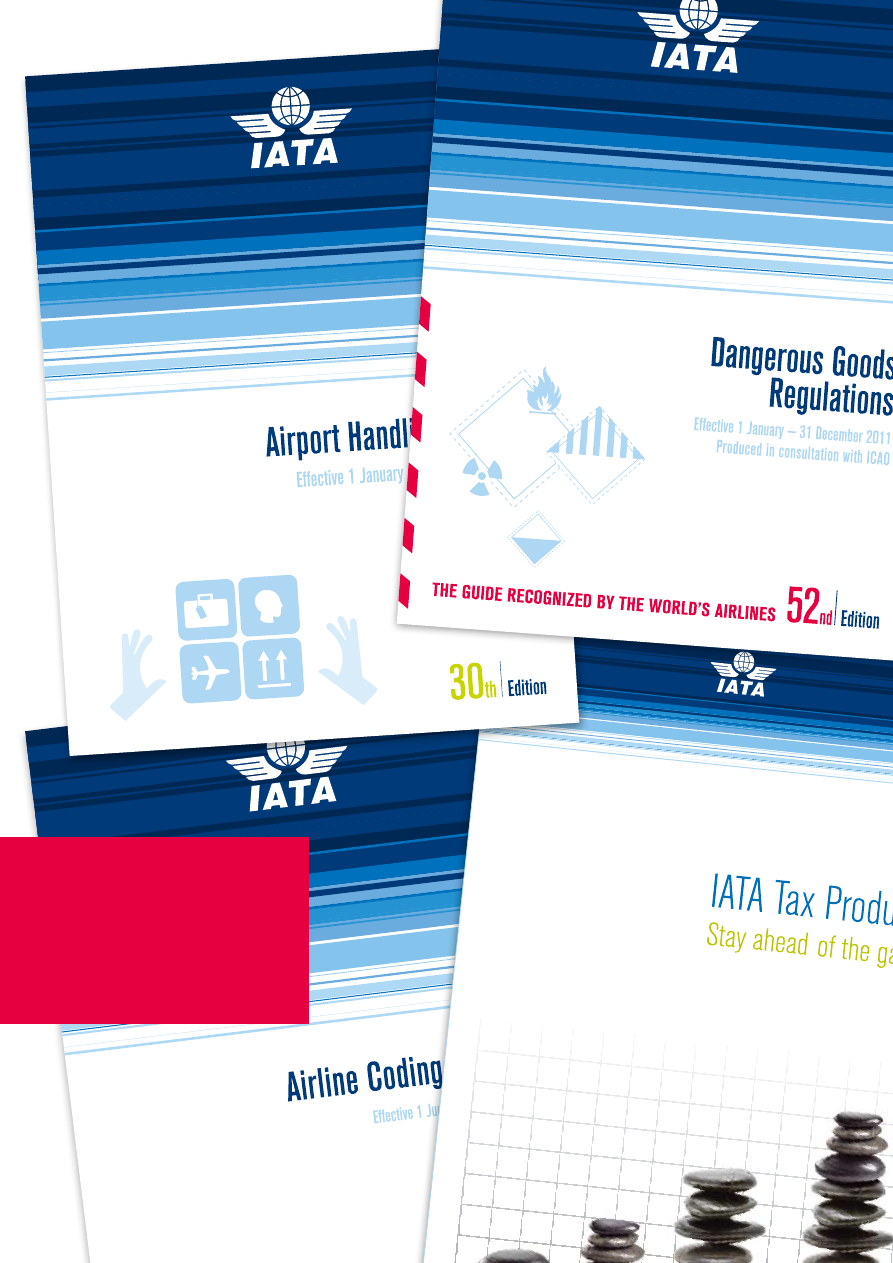 IATA
Airport Handli
Effective 1 January
30th Edition
IATA
Dangerous Goods
Regulations
Effective 1 January – 31 December 2011
Produced in consultation with ICAO
THE GUIDE RECOGNIZED BY THE WORLD'S AIRLINES
52nd Edition
IATA
Airline Coding
Effective 1 Ju
IATA
IATA Tax Produ
Stay ahead of the ga